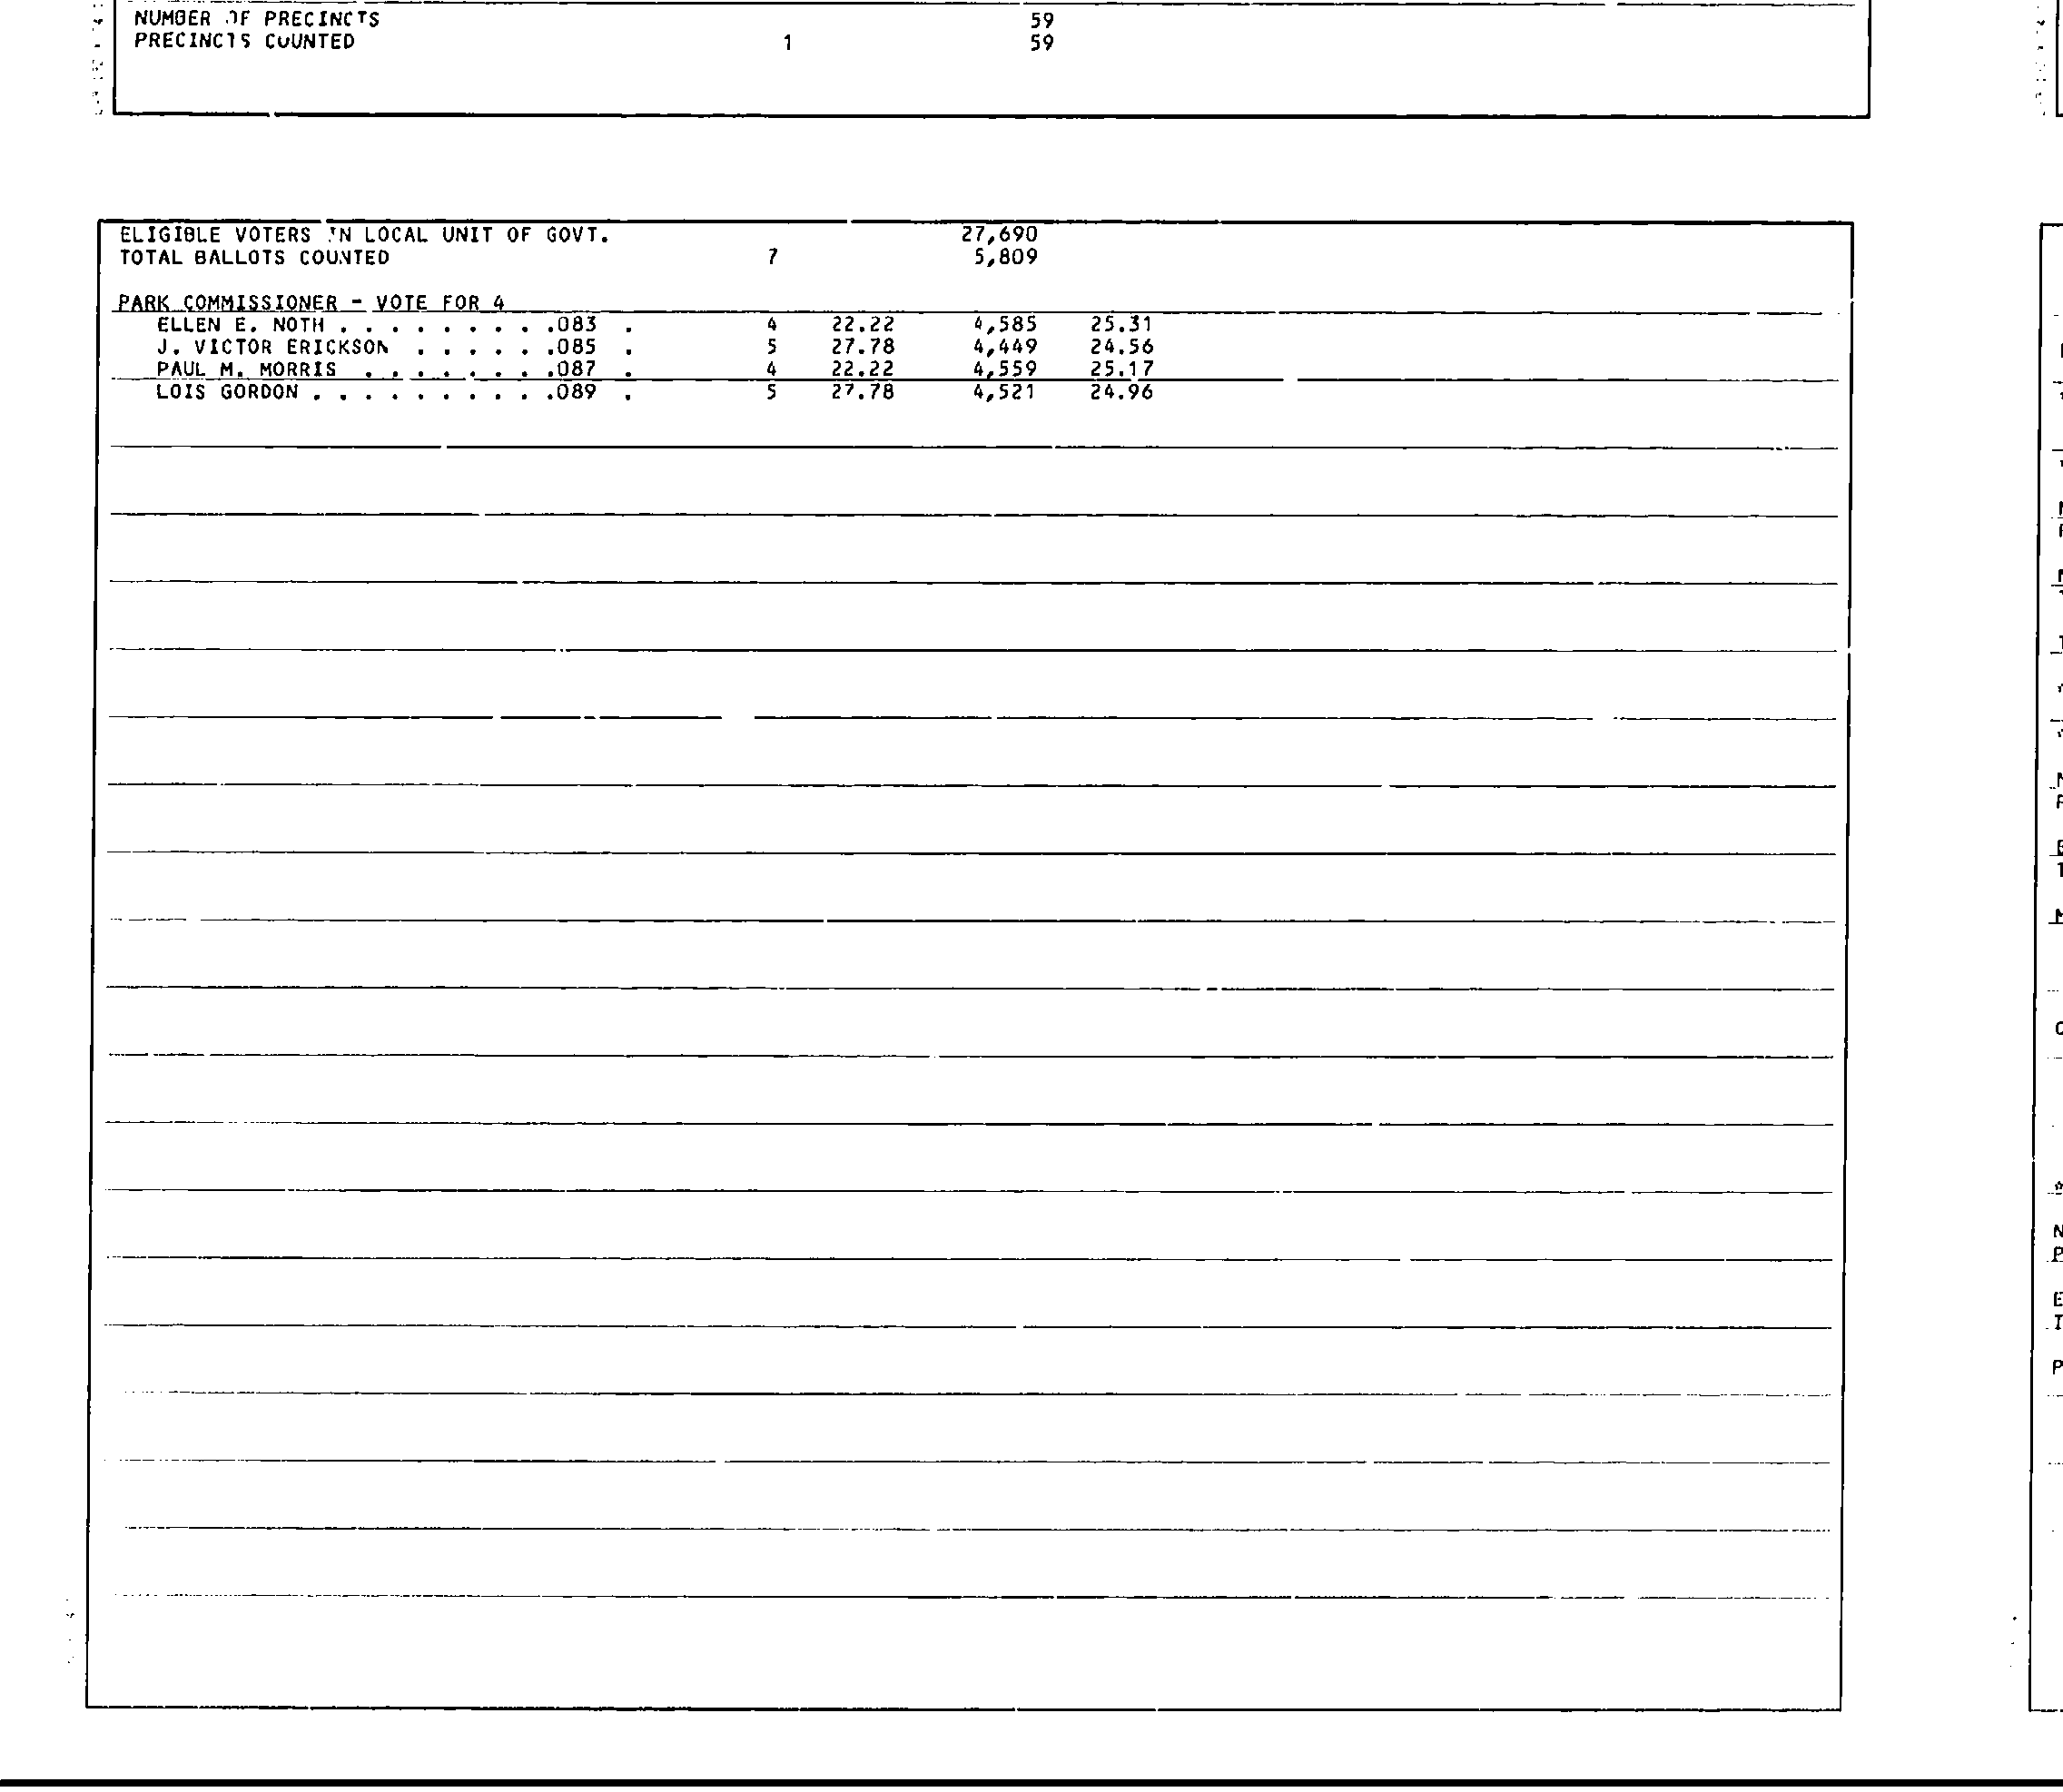 NUMBER OF PRECINCTS 59
PRECINCTS COUNTED 1 59
ELIGIBLE VOTERS IN LOCAL UNIT OF GOVT. 27,690
TOTAL BALLOTS COUNTED 7 5,809
PARK COMMISSIONER - VOTE FOR 4
ELLEN E. NOTH . . . . . . . . .083 . 4 22.22 4,585 25.31
J. VICTOR ERICKSON . . . . . .085 . 5 27.78 4,449 24.56
PAUL M. MORRIS . . . . . . . .087 . 4 22.22 4,559 25.17
LOIS GORDON . . . . . . . . . .089 . 5 27.78 4,521 24.96